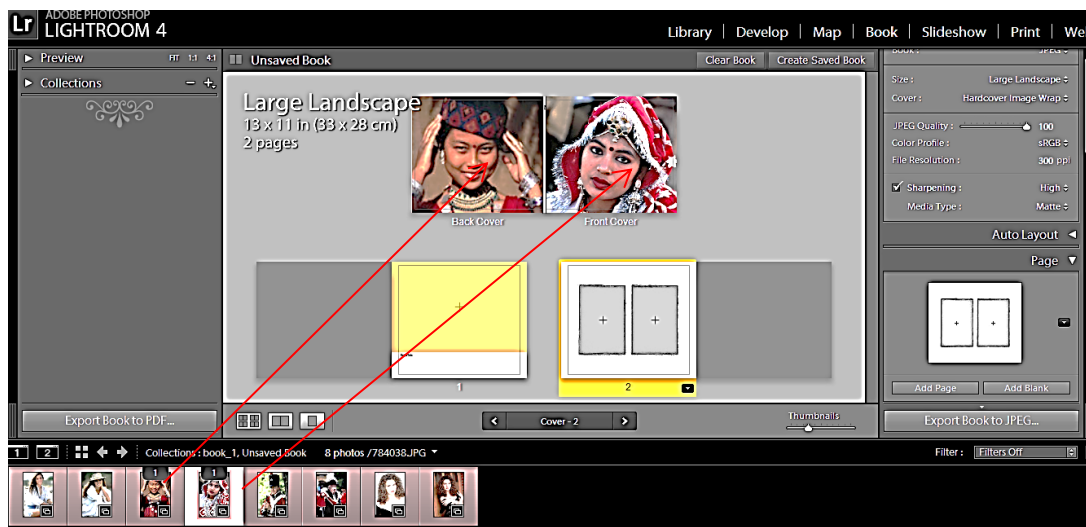 Lr ADOBE PHOTOSHOP
LIGHTROOM 4
Library | Develop | Map | Book | Slideshow | Print | We
Preview FIT 1:1 4:1
Collections
Export Book to PDF...
Unsaved Book Clear Book Create Saved Book
Large Landscape
13 x 11 in (33 x 28 cm)
2 pages
Back Cover Front Cover
1 2
Cover - 2
Thumbnails
Book : JPEG
Size : Large Landscape
Cover : Hardcover Image Wrap
JPEG Quality : 100
Color Profile : sRGB
File Resolution : 300 ppi
Sharpening : High
Media Type : Matte
Auto Layout
Page
Add Page Add Blank
Export Book to JPEG...
1 2 Collections : book_1, Unsaved Book 8 photos /784038.JPG Filter : Filters Off
1 1